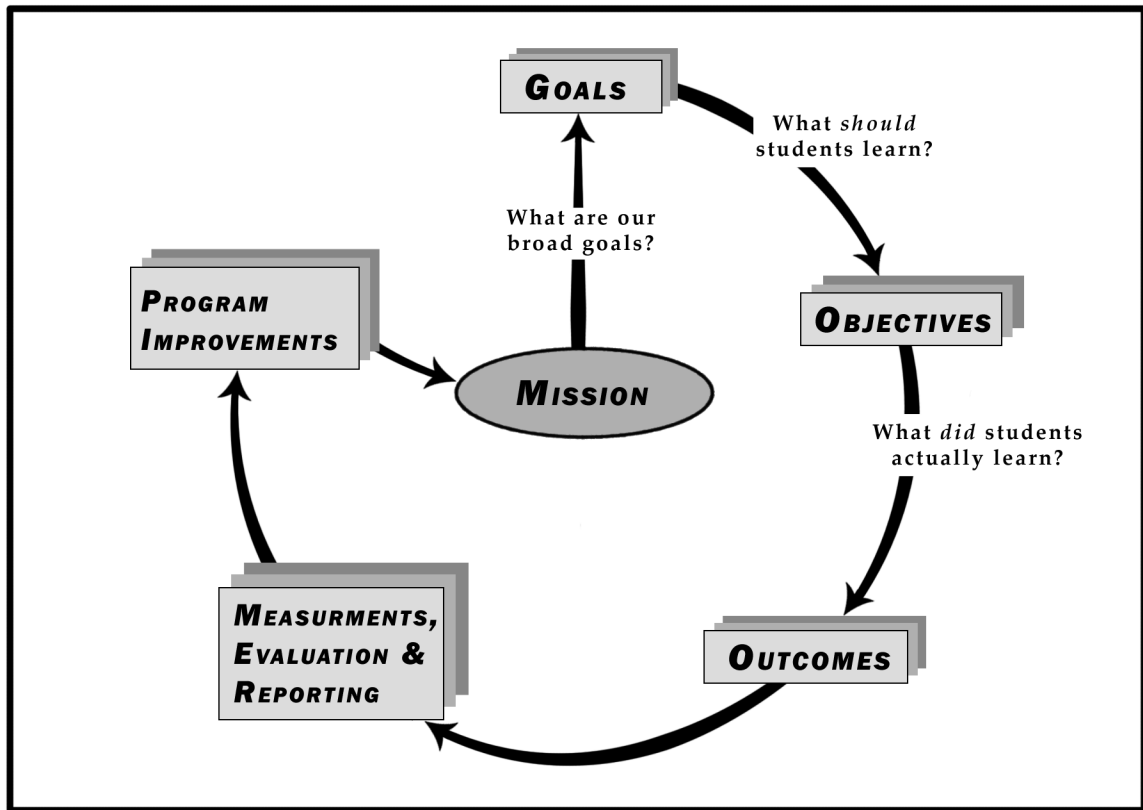 GOALS
What should
students learn?
What are our
broad goals?
PROGRAM
IMPROVEMENTS
OBJECTIVES
MISSION
What did students
actually learn?
MEASURMENTS,
EVALUATION &
REPORTING
OUTCOMES